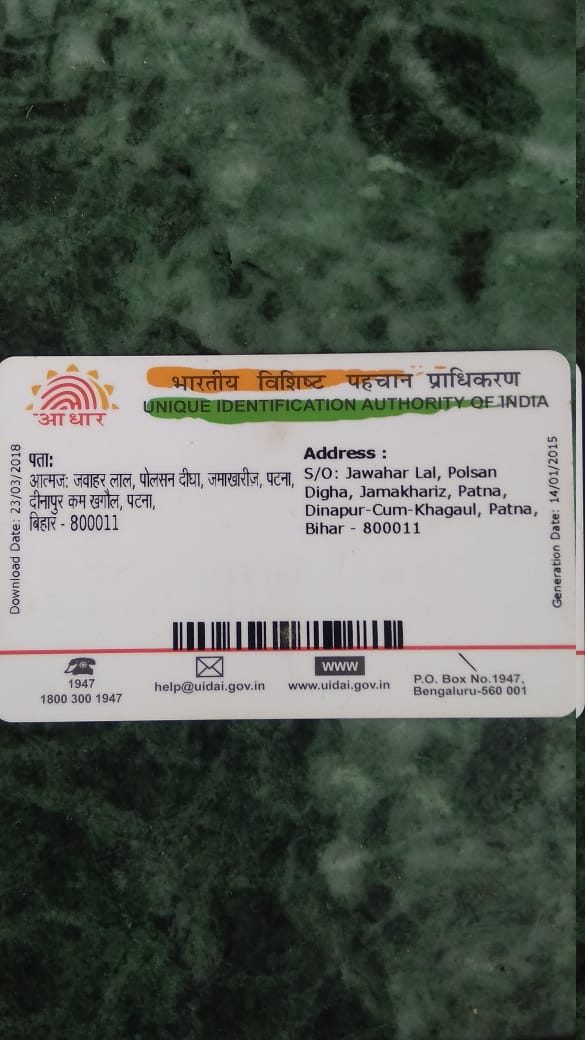 भारतीय विशिष्ट पहचान प्राधिकरण
UNIQUE IDENTIFICATION AUTHORITY OF INDIA
आधार
Download Date: 23/03/2018
पता:
आत्मज: जवाहर लाल, पोलसन दीघा, जमाखारीज़, पटना,
दीनापुर कम खगौल, पटना,
बिहार - 800011
Address :
S/O: Jawahar Lal, Polsan
Digha, Jamakhariz, Patna,
Dinapur-Cum-Khagaul, Patna,
Bihar - 800011
Generation Date: 14/01/2015
1947
1800 300 1947
help@uidai.gov.in
WWW
www.uidai.gov.in
P.O. Box No.1947,
Bengaluru-560 001